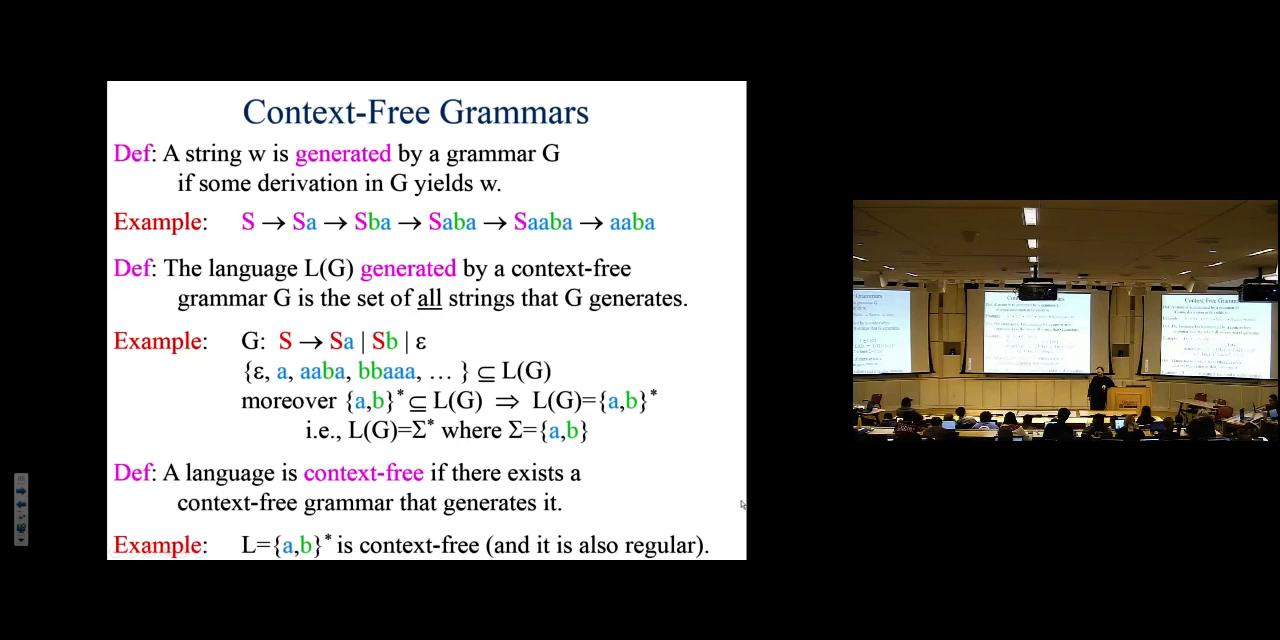 Context-Free Grammars
Def: A string w is generated by a grammar G
if some derivation in G yields w.
Example: S → Sa → Sba → Saba → Saaba → aaba
Def: The language L(G) generated by a context-free
grammar G is the set of all strings that G generates.
Example: G: S → Sa | Sb | ε
{ε, a, aaba, bbaaa, … } ⊆ L(G)
moreover {a,b}* ⊆ L(G) ⇒ L(G)={a,b}*
i.e., L(G)=Σ* where Σ={a,b}
Def: A language is context-free if there exists a
context-free grammar that generates it.
Example: L={a,b}* is context-free (and it is also regular).